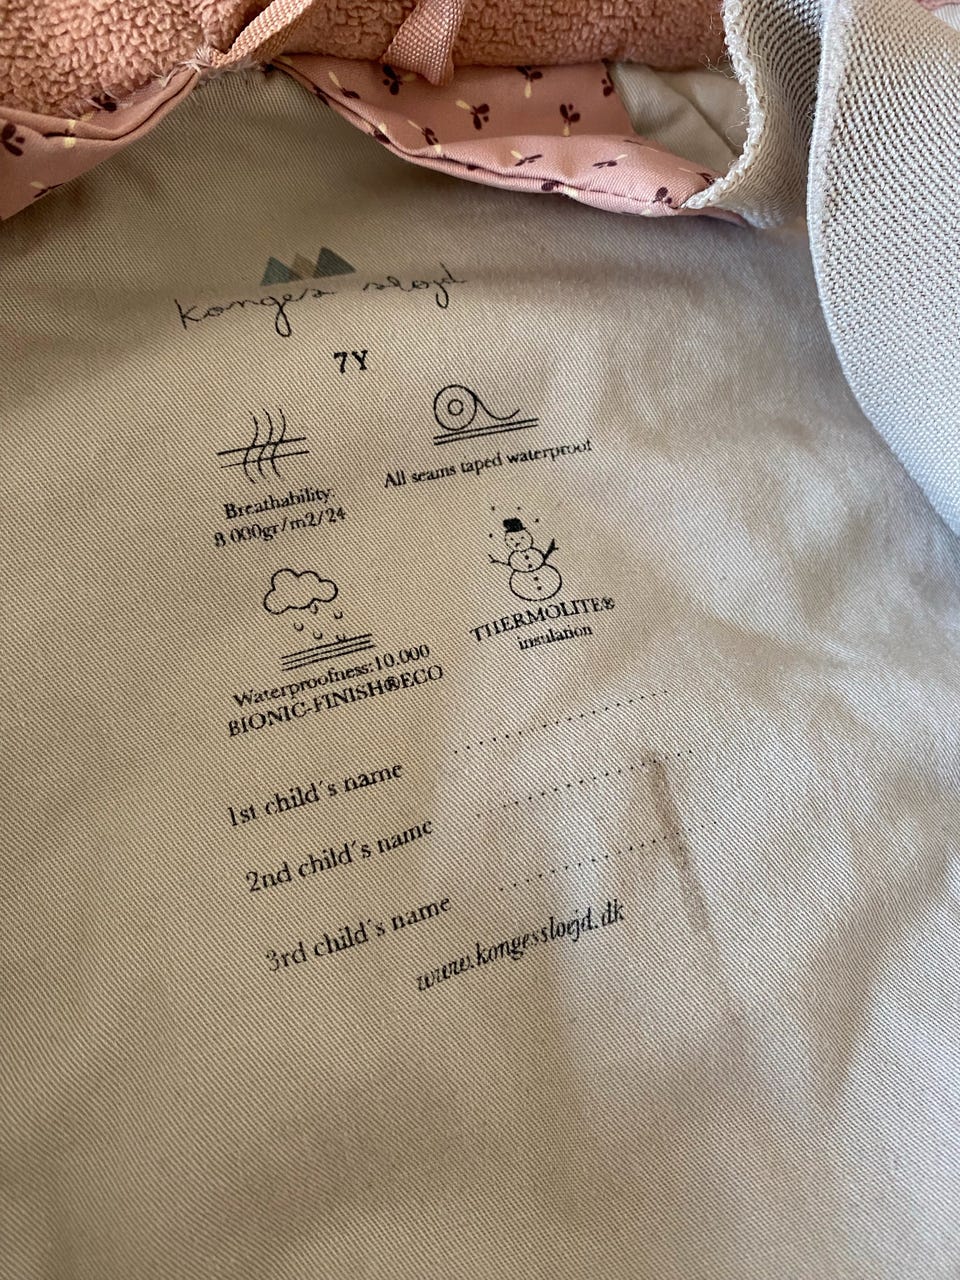 konges sløjd
7Y
Breathability:
8 000gr/m2/24
All seams taped waterproof
Waterproofness:10.000
BIONIC-FINISH®ECO
THERMOLITE®
insulation
1st child´s name
2nd child´s name
3rd child´s name
www.kongessloejd.dk